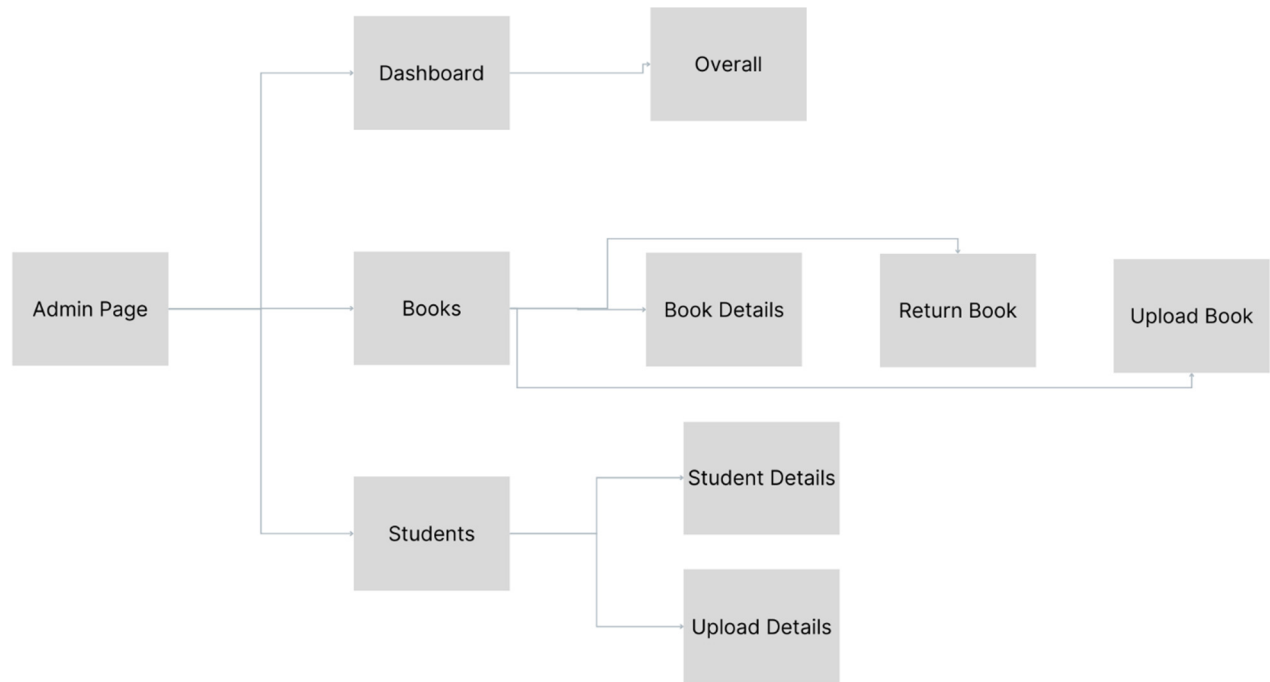 Dashboard
Overall
Admin Page
Books
Book Details
Return Book
Upload Book
Students
Student Details
Upload Details